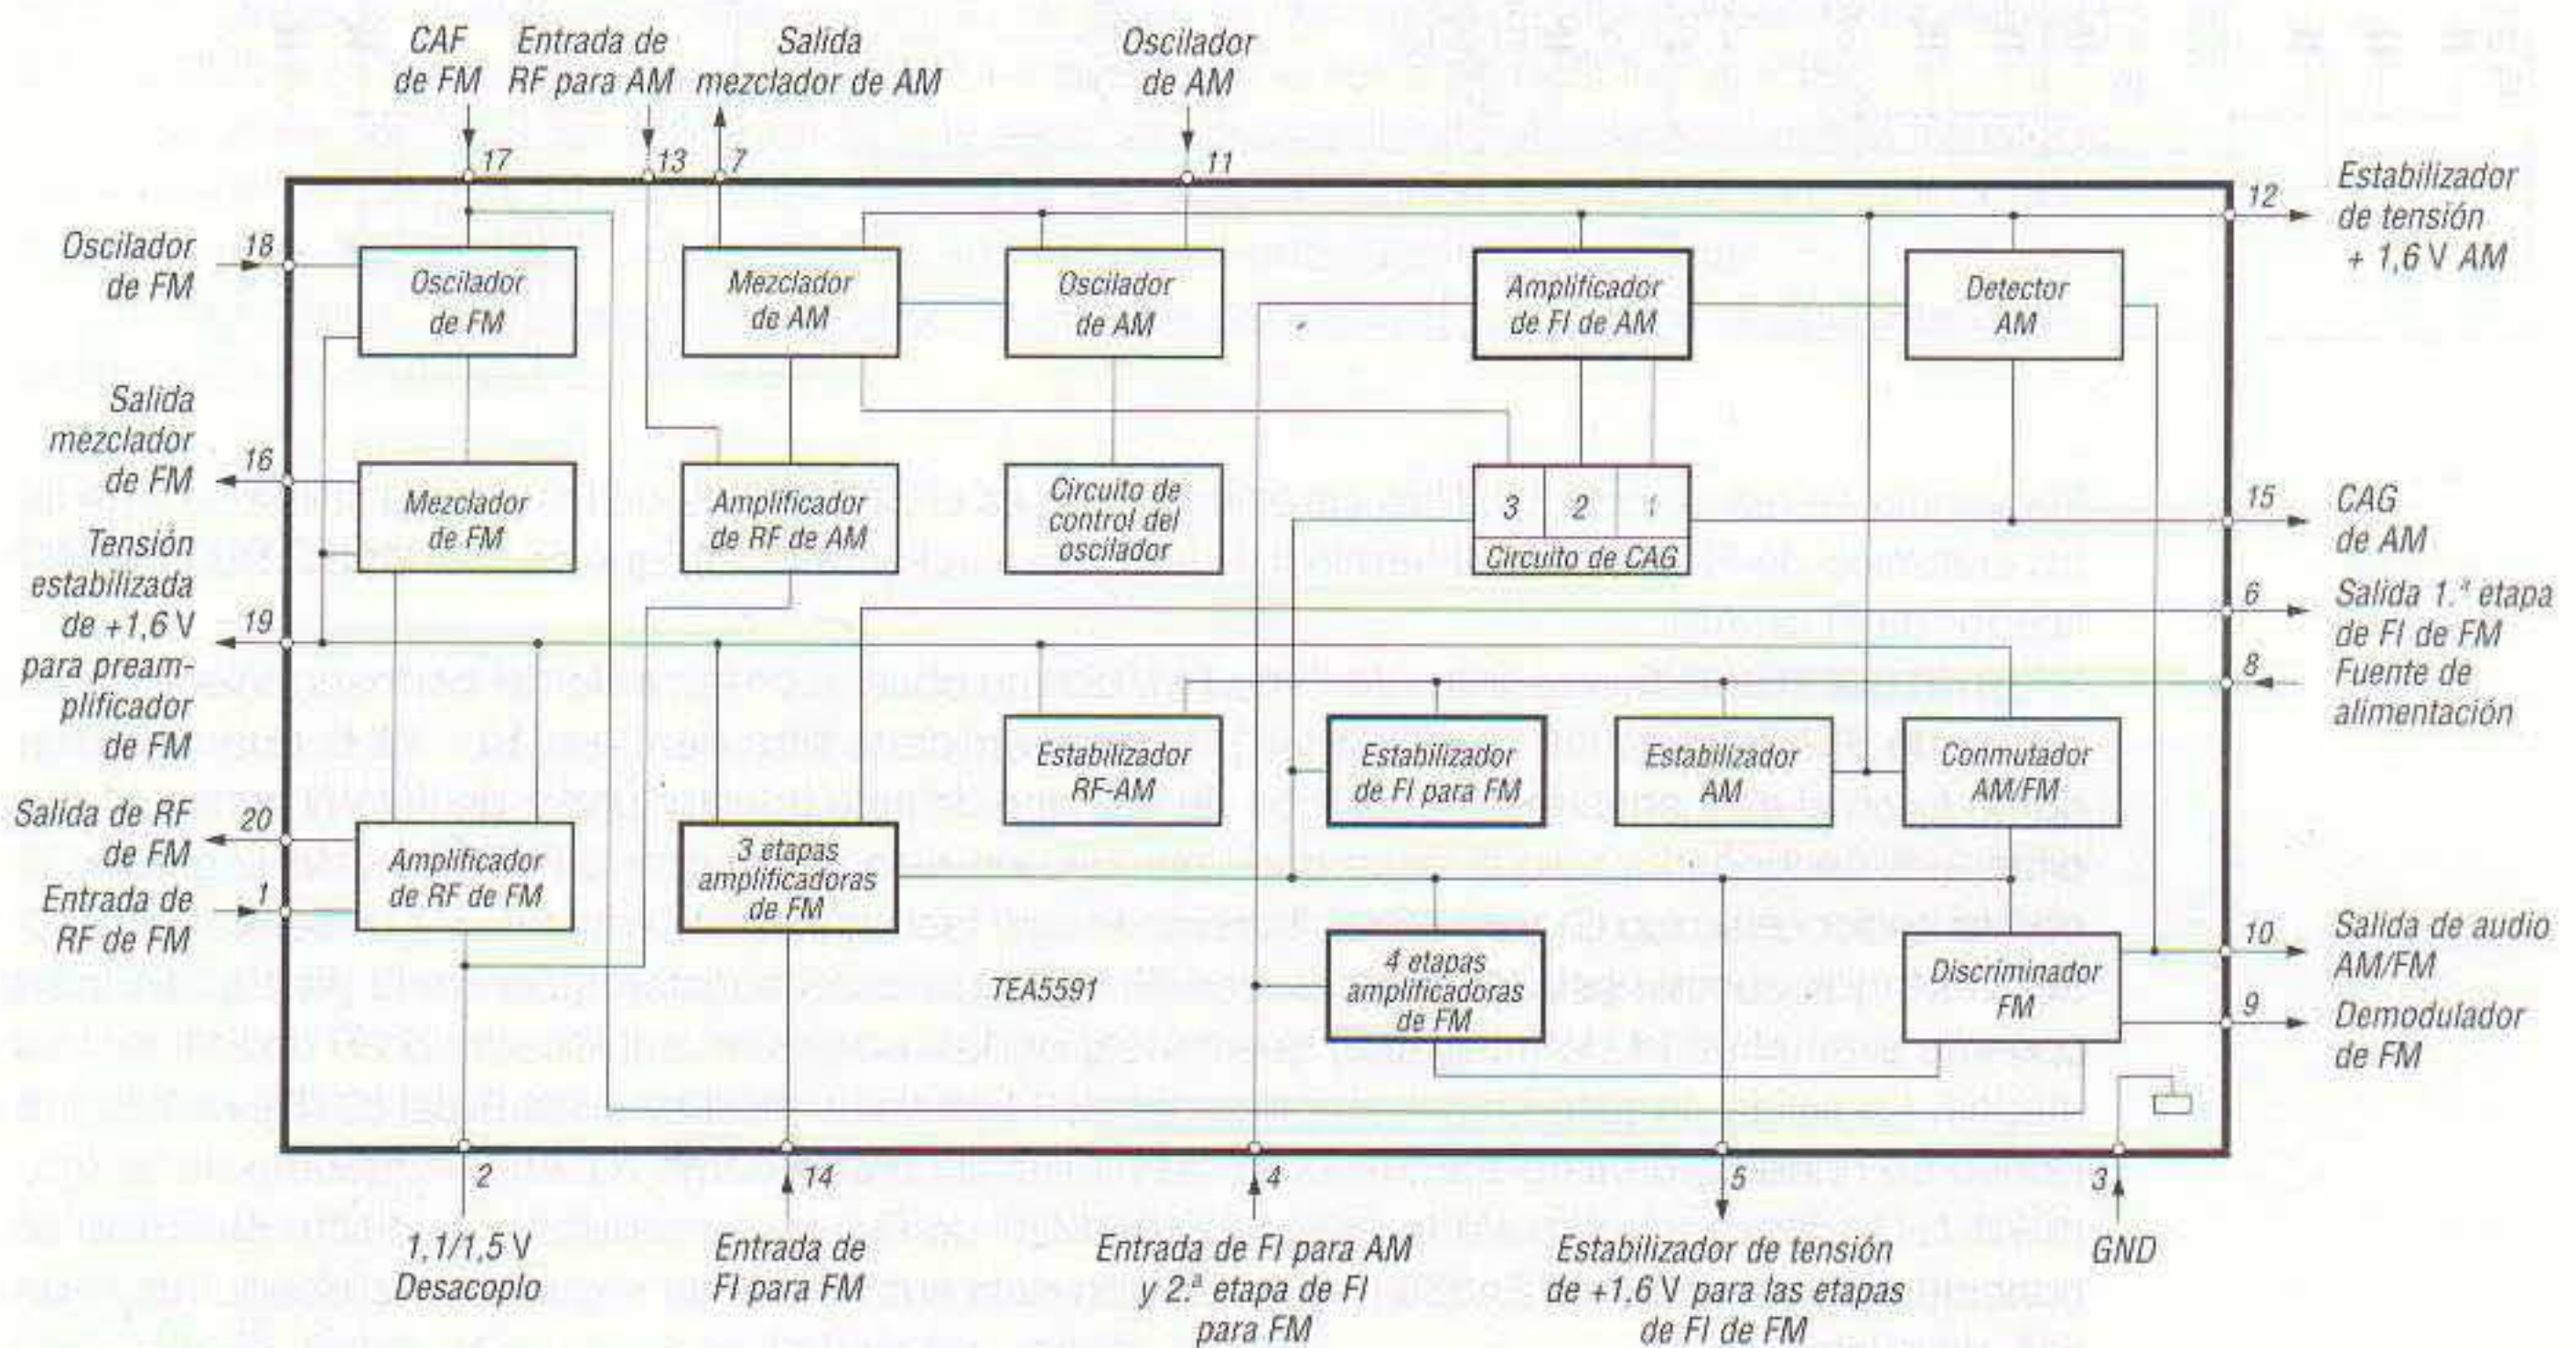 CAF
de FM
Entrada de
RF para AM
Salida
mezclador de AM
Oscilador
de AM
17
13
7
11
Oscilador
de FM
18
Salida
mezclador
de FM
16
Tensión
estabilizada
de +1,6 V
para pream-
plificador
de FM
19
Salida de RF
de FM
20
Entrada de
RF de FM
1
Oscilador
de FM
Mezclador
de AM
Oscilador
de AM
Amplificador
de FI de AM
Detector
AM
Mezclador
de FM
Amplificador
de RF de AM
Circuito de
control del
oscilador
3
2
1
Circuito de CAG
Estabilizador
RF-AM
Estabilizador
de FI para FM
Estabilizador
AM
Conmutador
AM/FM
Amplificador
de RF de FM
3 etapas
amplificadoras
de FM
TEA5591
4 etapas
amplificadoras
de FM
Discriminador
FM
12
Estabilizador
de tensión
+ 1,6 V AM
15
CAG
de AM
6
Salida 1.ª etapa
de FI de FM
8
Fuente de
alimentación
10
Salida de audio
AM/FM
9
Demodulador
de FM
2
14
4
5
3
1,1/1,5 V
Desacoplo
Entrada de
FI para FM
Entrada de FI para AM
y 2.ª etapa de FI
para FM
Estabilizador de tensión
de +1,6 V para las etapas
de FI de FM
GND